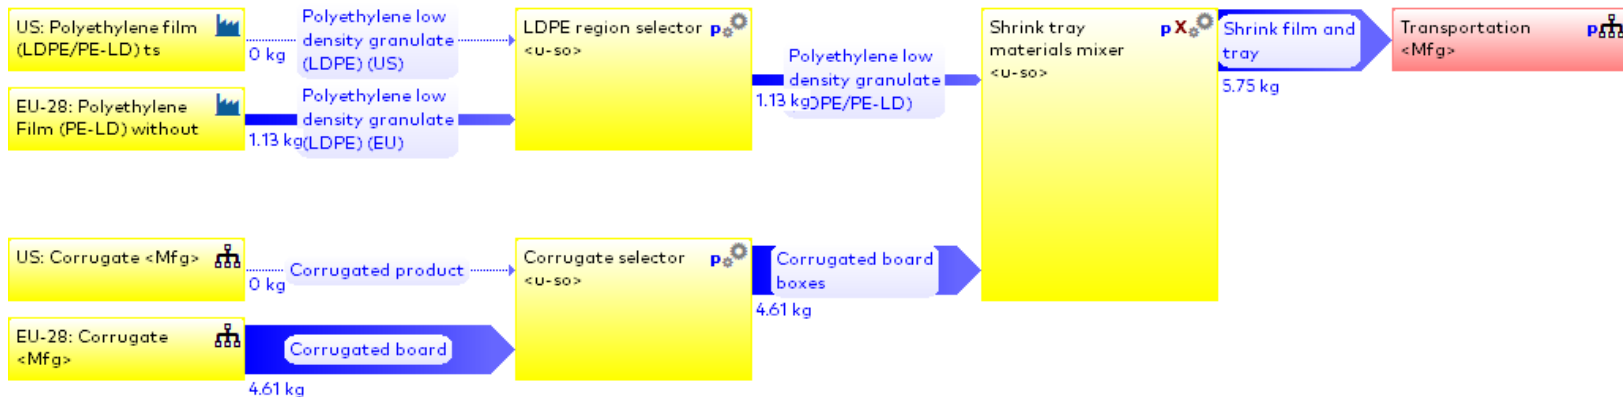 US: Polyethylene film
(LDPE/PE-LD) ts
0 kg
Polyethylene low
density granulate
(LDPE) (US)
LDPE region selector
<u-so>
p
Shrink tray
materials mixer
<u-so>
pX
Shrink film and
tray
5.75 kg
Transportation
<Mfg>
p
EU-28: Polyethylene
Film (PE-LD) without
1.13 kg
Polyethylene low
density granulate
(LDPE) (EU)
Polyethylene low
density granulate
1.13 kg
PE/PE-LD)
US: Corrugate <Mfg>
0 kg
Corrugated product
Corrugate selector
<u-so>
p
Corrugated board
boxes
4.61 kg
EU-28: Corrugate
<Mfg>
Corrugated board
4.61 kg